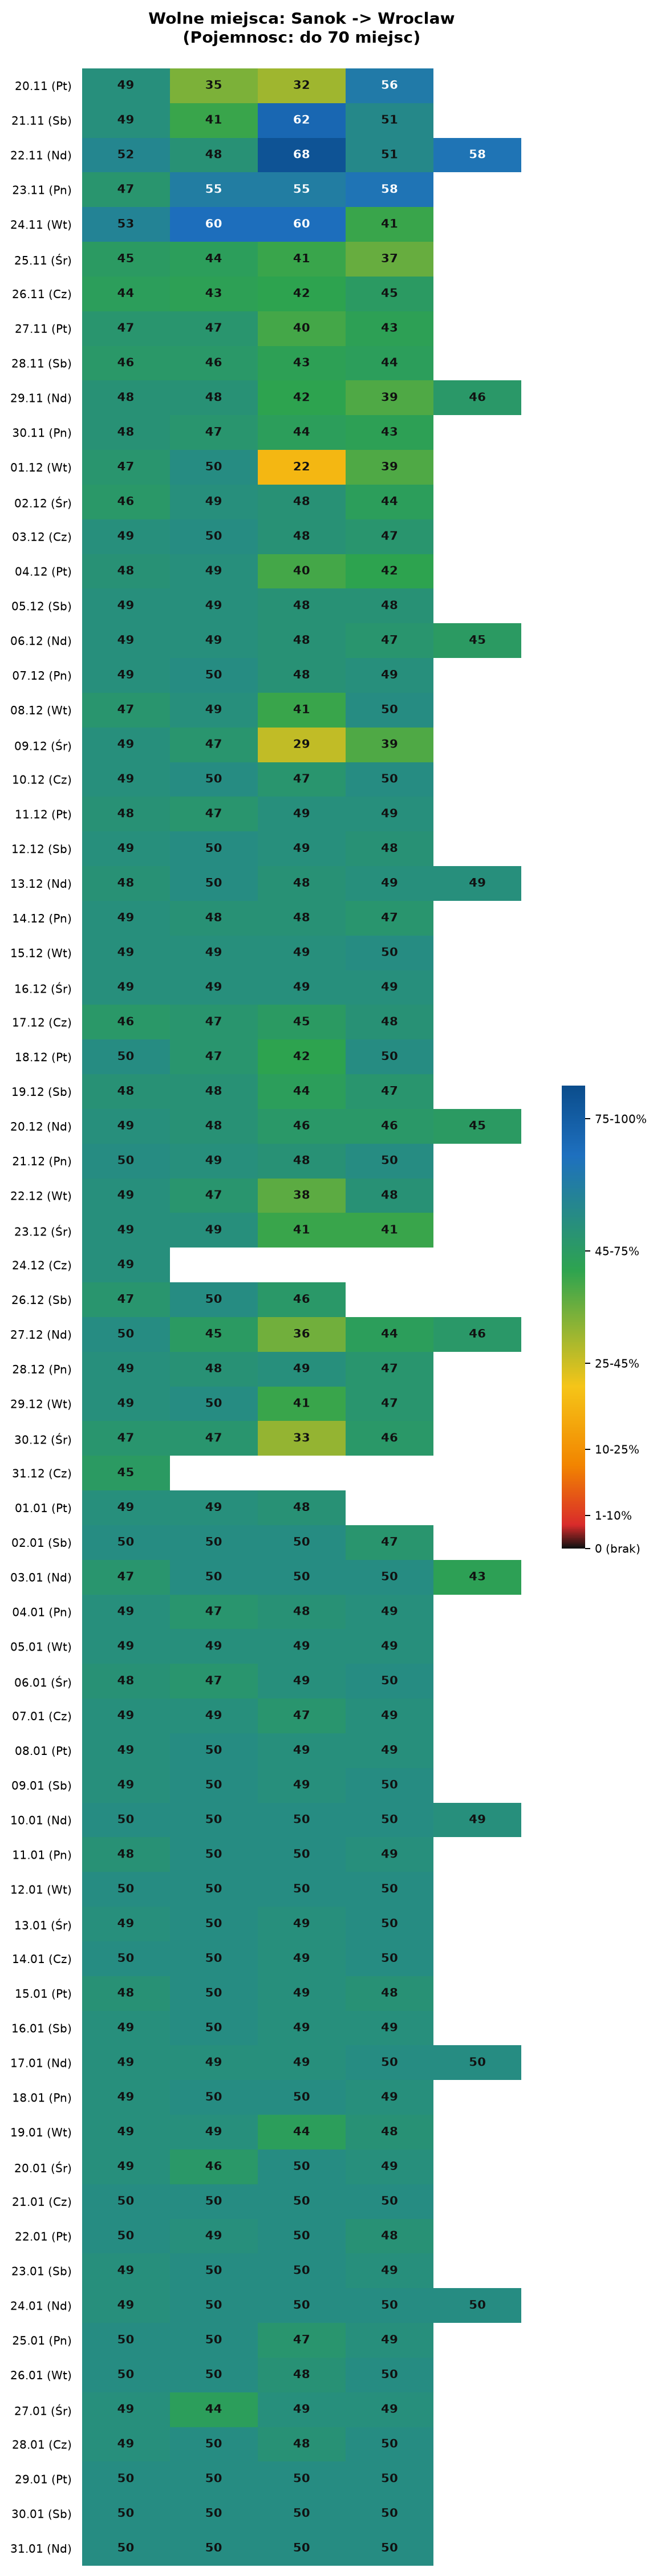 Wolne miejsca: Sanok -> Wroclaw
(Pojemnosc: do 70 miejsc)
20.11 (Pt) 49 35 32 56
21.11 (Sb) 49 41 62 51
22.11 (Nd) 52 48 68 51 58
23.11 (Pn) 47 55 55 58
24.11 (Wt) 53 60 60 41
25.11 (Śr) 45 44 41 37
26.11 (Cz) 44 43 42 45
27.11 (Pt) 47 47 40 43
28.11 (Sb) 46 46 43 44
29.11 (Nd) 48 48 42 39 46
30.11 (Pn) 48 47 44 43
01.12 (Wt) 47 50 22 39
02.12 (Śr) 46 49 48 44
03.12 (Cz) 49 50 48 47
04.12 (Pt) 48 49 40 42
05.12 (Sb) 49 49 48 48
06.12 (Nd) 49 49 48 47 45
07.12 (Pn) 49 50 48 49
08.12 (Wt) 47 49 41 50
09.12 (Śr) 49 47 29 39
10.12 (Cz) 49 50 47 50
11.12 (Pt) 48 47 49 49
12.12 (Sb) 49 50 49 48
13.12 (Nd) 48 50 48 49 49
14.12 (Pn) 49 48 48 47
15.12 (Wt) 49 49 49 50
16.12 (Śr) 49 49 49 49
17.12 (Cz) 46 47 45 48
18.12 (Pt) 50 47 42 50
19.12 (Sb) 48 48 44 47
20.12 (Nd) 49 48 46 46 45
21.12 (Pn) 50 49 48 50
22.12 (Wt) 49 47 38 48
23.12 (Śr) 49 49 41 41
24.12 (Cz) 49
26.12 (Sb) 47 50 46
27.12 (Nd) 50 45 36 44 46
28.12 (Pn) 49 48 49 47
29.12 (Wt) 49 50 41 47
30.12 (Śr) 47 47 33 46
31.12 (Cz) 45
01.01 (Pt) 49 49 48
02.01 (Sb) 50 50 50 47
03.01 (Nd) 47 50 50 50 43
04.01 (Pn) 49 47 48 49
05.01 (Wt) 49 49 49 49
06.01 (Śr) 48 47 49 50
07.01 (Cz) 49 49 47 49
08.01 (Pt) 49 50 49 49
09.01 (Sb) 49 50 49 50
10.01 (Nd) 50 50 50 50 49
11.01 (Pn) 48 50 50 49
12.01 (Wt) 50 50 50 50
13.01 (Śr) 49 50 49 50
14.01 (Cz) 50 50 49 50
15.01 (Pt) 48 50 49 48
16.01 (Sb) 49 50 49 49
17.01 (Nd) 49 49 49 50 50
18.01 (Pn) 49 50 50 49
19.01 (Wt) 49 49 44 48
20.01 (Śr) 49 46 50 49
21.01 (Cz) 50 50 50 50
22.01 (Pt) 50 49 50 48
23.01 (Sb) 49 50 50 49
24.01 (Nd) 49 50 50 50 50
25.01 (Pn) 50 50 47 49
26.01 (Wt) 50 50 48 50
27.01 (Śr) 49 44 49 49
28.01 (Cz) 49 50 48 50
29.01 (Pt) 50 50 50 50
30.01 (Sb) 50 50 50 50
31.01 (Nd) 50 50 50 50
75-100%
45-75%
25-45%
10-25%
1-10%
0 (brak)